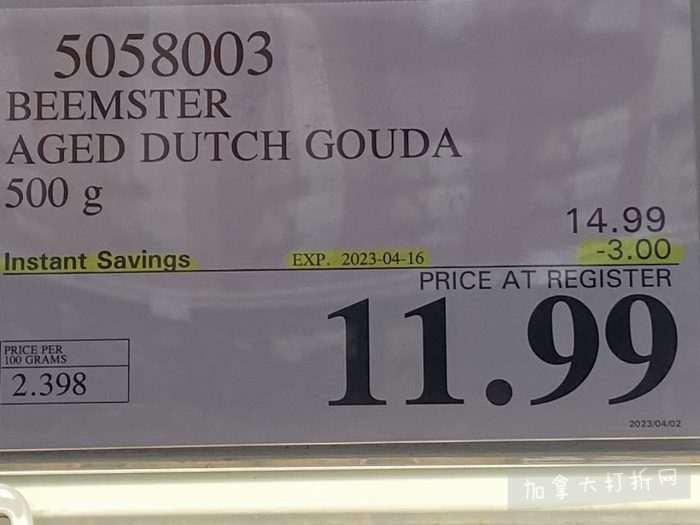 5058003
BEEMSTER
AGED DUTCH GOUDA
500 g
14.99
Instant Savings EXP. 2023-04-16 -3.00
PRICE AT REGISTER
11.99
PRICE PER
100 GRAMS
2.398
2023/04/02
加拿大打折网